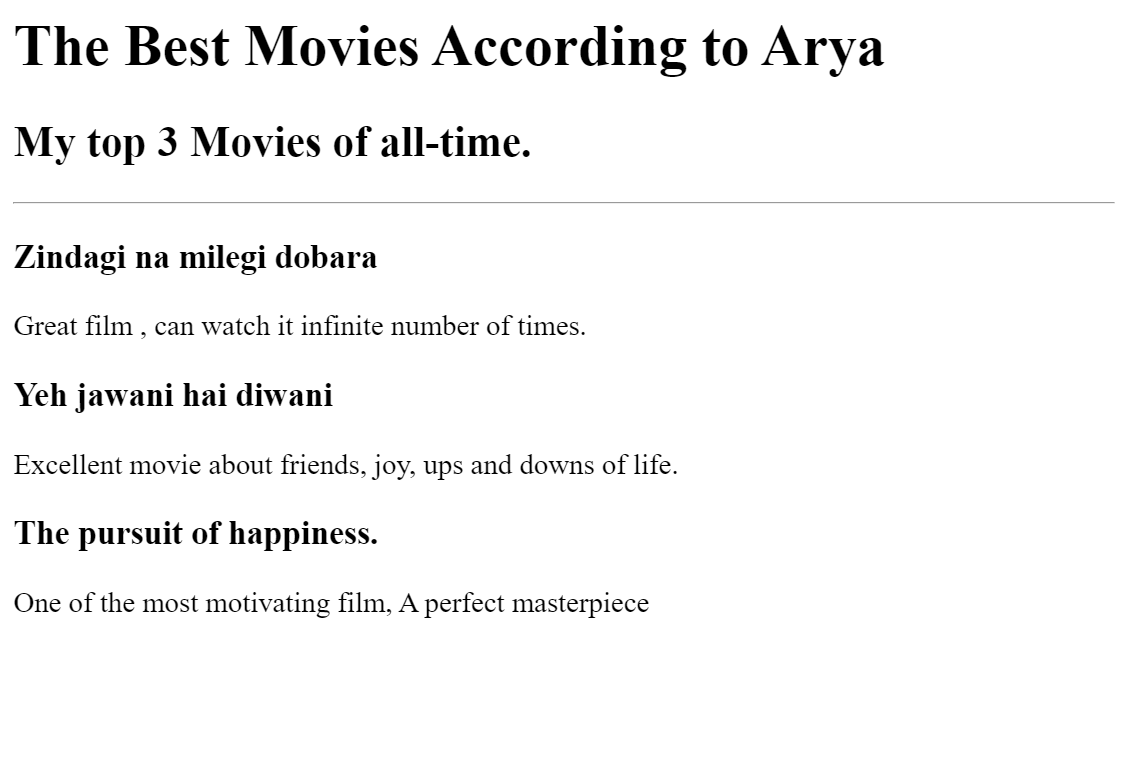 The Best Movies According to Arya
My top 3 Movies of all-time.
Zindagi na milegi dobara
Great film , can watch it infinite number of times.
Yeh jawani hai diwani
Excellent movie about friends, joy, ups and downs of life.
The pursuit of happiness.
One of the most motivating film, A perfect masterpiece